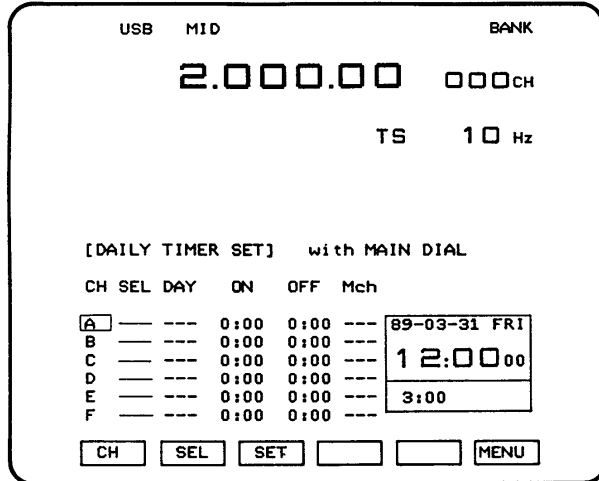 USB MID BANK
2.000.00 000CH
TS 10 Hz
[DAILY TIMER SET] with MAIN DIAL
CH SEL DAY ON OFF Mch
A —— --- 0:00 0:00 ---
B —— --- 0:00 0:00 ---
C —— --- 0:00 0:00 ---
D —— --- 0:00 0:00 ---
E —— --- 0:00 0:00 ---
F —— --- 0:00 0:00 ---
89-03-31 FRI
12:00 00
3:00
CH SEL SET MENU